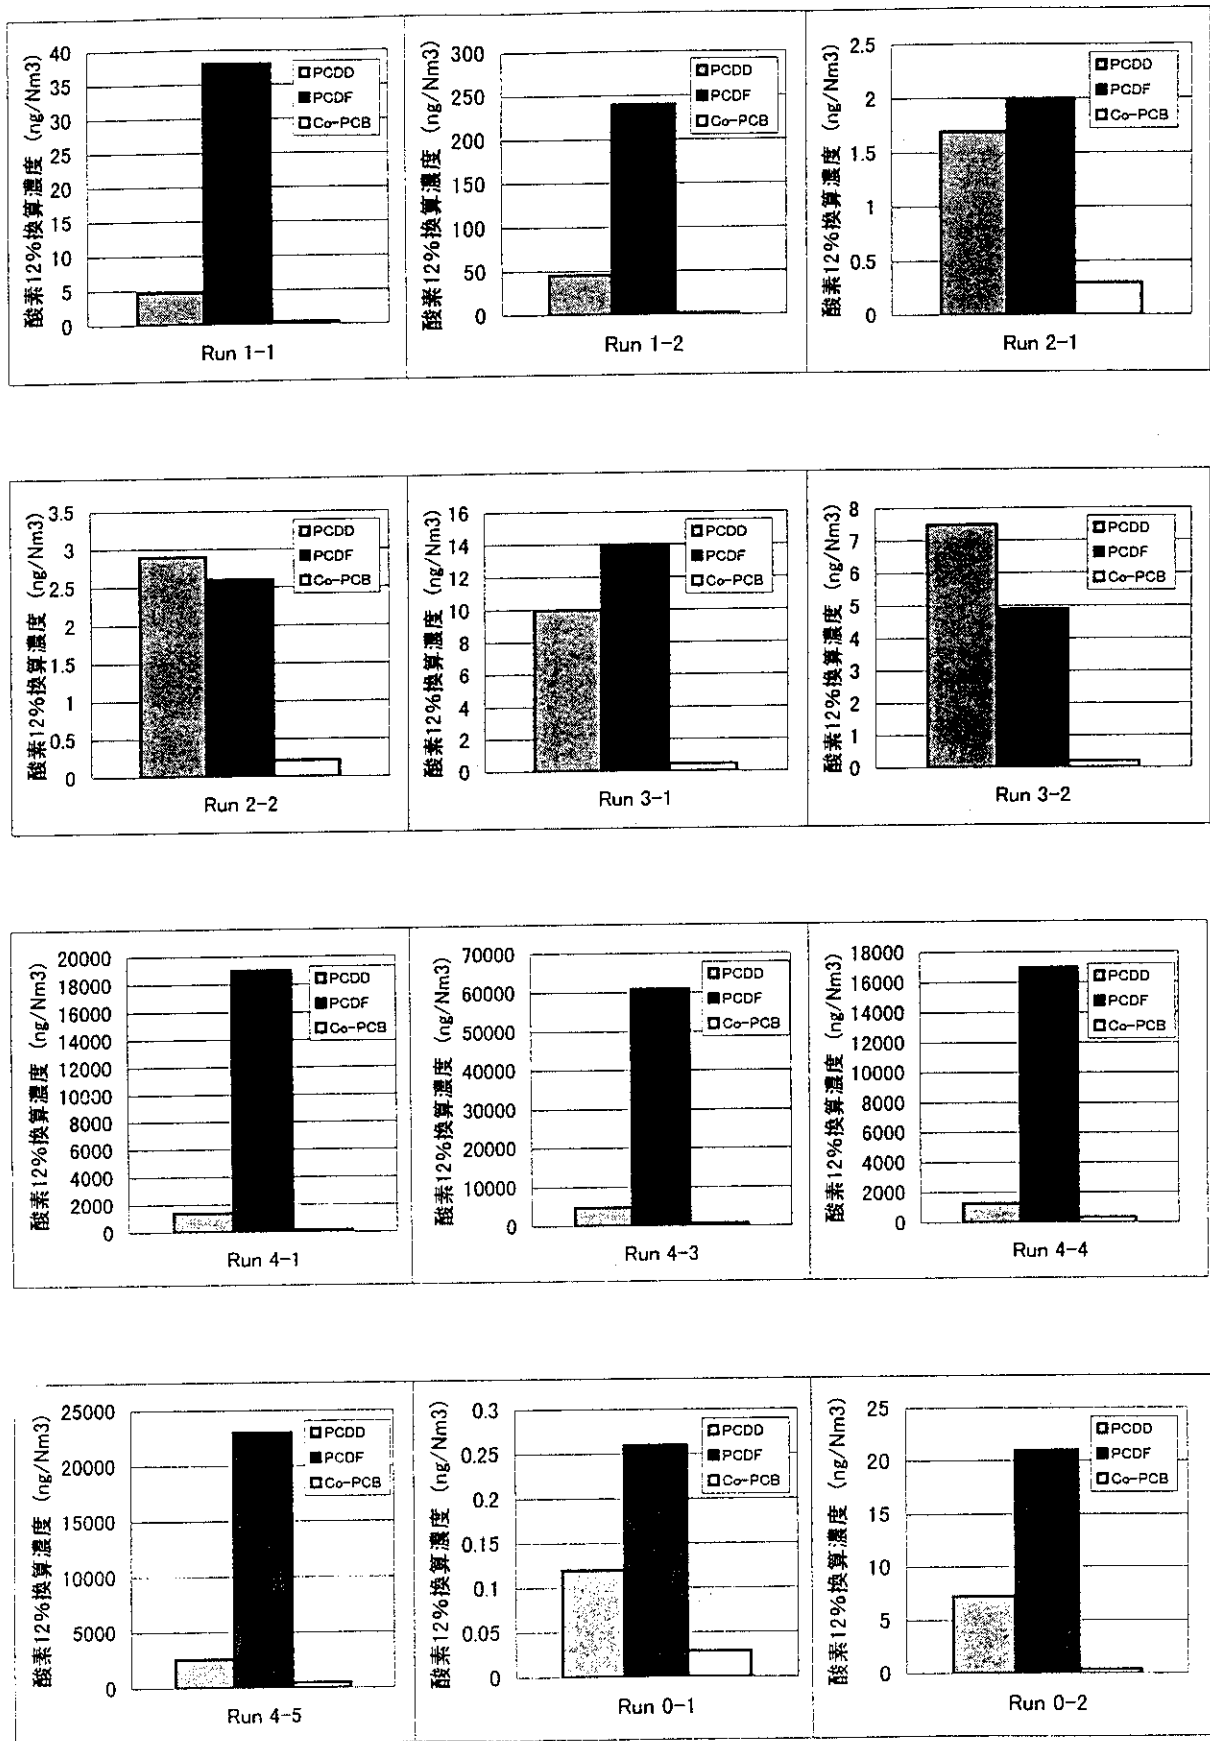 酸素12%換算濃度 (ng/Nm3)
40
35
30
25
20
15
10
5
0
PCDD
PCDF
Co-PCB
Run 1-1
酸素12%換算濃度 (ng/Nm3)
300
250
200
150
100
50
0
PCDD
PCDF
Co-PCB
Run 1-2
酸素12%換算濃度 (ng/Nm3)
2.5
2
1.5
1
0.5
0
PCDD
PCDF
Co-PCB
Run 2-1
酸素12%換算濃度 (ng/Nm3)
3.5
3
2.5
2
1.5
1
0.5
0
PCDD
PCDF
Co-PCB
Run 2-2
酸素12%換算濃度 (ng/Nm3)
16
14
12
10
8
6
4
2
0
PCDD
PCDF
Co-PCB
Run 3-1
酸素12%換算濃度 (ng/Nm3)
8
7
6
5
4
3
2
1
0
PCDD
PCDF
Co-PCB
Run 3-2
酸素12%換算濃度 (ng/Nm3)
20000
18000
16000
14000
12000
10000
8000
6000
4000
2000
0
PCDD
PCDF
Co-PCB
Run 4-1
酸素12%換算濃度 (ng/Nm3)
70000
60000
50000
40000
30000
20000
10000
0
PCDD
PCDF
Co-PCB
Run 4-3
酸素12%換算濃度 (ng/Nm3)
18000
16000
14000
12000
10000
8000
6000
4000
2000
0
PCDD
PCDF
Co-PCB
Run 4-4
酸素12%換算濃度 (ng/Nm3)
25000
20000
15000
10000
5000
0
PCDD
PCDF
Co-PCB
Run 4-5
酸素12%換算濃度 (ng/Nm3)
0.3
0.25
0.2
0.15
0.1
0.05
0
PCDD
PCDF
Co-PCB
Run 0-1
酸素12%換算濃度 (ng/Nm3)
25
20
15
10
5
0
PCDD
PCDF
Co-PCB
Run 0-2